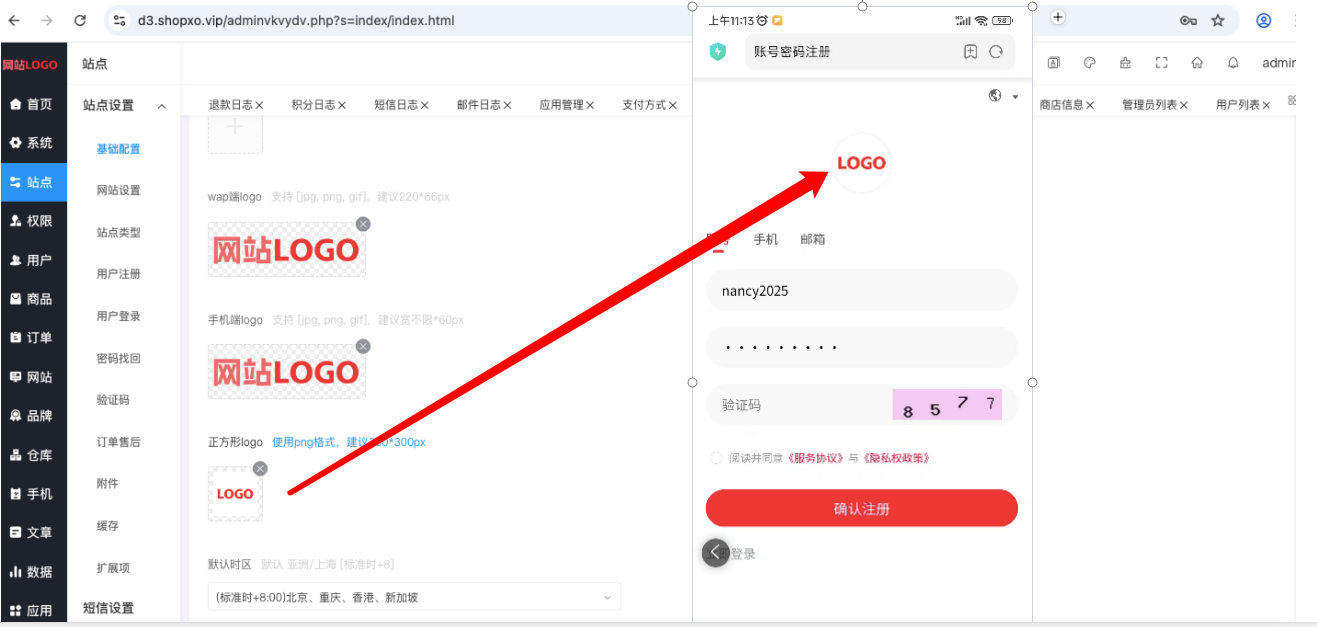 d3.shopxo.vip/adminvkvydv.php?s=index/index.html
网站LOGO
首页
系统
站点
权限
用户
商品
订单
网站
品牌
仓库
手机
文章
数据
应用
站点
站点设置
基础配置
网站设置
站点类型
用户注册
用户登录
密码找回
验证码
订单售后
附件
缓存
扩展项
短信设置
退款日志 积分日志 短信日志 邮件日志 应用管理 支付方式
wap端logo 支持 [jpg, png, gif]，建议220*66px
网站LOGO
手机端logo 支持 [jpg, png, gif]，建议宽不限*60px
网站LOGO
正方形logo 使用png格式，建议300*300px
LOGO
默认时区 默认 亚洲/上海 [标准时+8]
(标准时+8:00)北京、重庆、香港、新加坡
上午11:13
98
账号密码注册
LOGO
手机 邮箱
nancy2025
验证码
8 5 7 7
阅读并同意《服务协议》与《隐私权政策》
确认注册
登录
admin
商店信息 管理员列表 用户列表